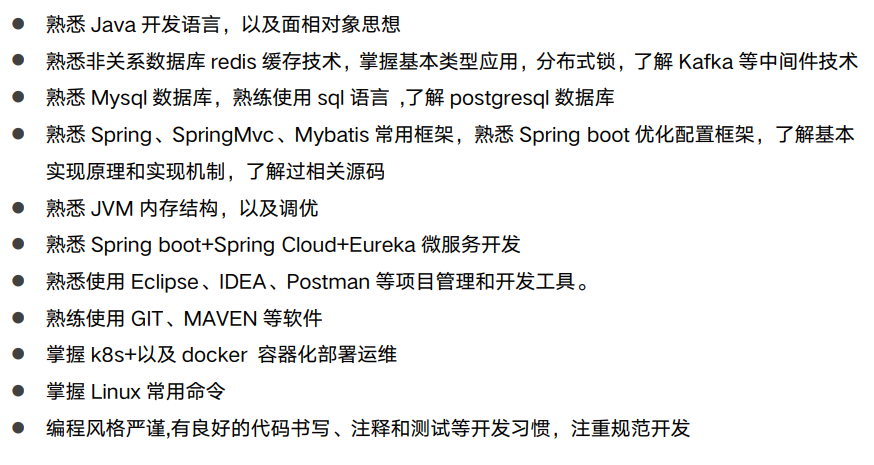 ● 熟悉 Java 开发语言，以及面相对象思想
● 熟悉非关系数据库 redis 缓存技术，掌握基本类型应用，分布式锁，了解 Kafka 等中间件技术
● 熟悉 Mysql 数据库，熟练使用 sql 语言 ,了解 postgresql 数据库
● 熟悉 Spring、SpringMvc、Mybatis 常用框架，熟悉 Spring boot 优化配置框架，了解基本
实现原理和实现机制，了解过相关源码
● 熟悉 JVM 内存结构，以及调优
● 熟悉 Spring boot+Spring Cloud+Eureka 微服务开发
● 熟悉使用 Eclipse、IDEA、Postman 等项目管理和开发工具。
● 熟练使用 GIT、MAVEN 等软件
● 掌握 k8s+以及 docker 容器化部署运维
● 掌握 Linux 常用命令
● 编程风格严谨,有良好的代码书写、注释和测试等开发习惯，注重规范开发